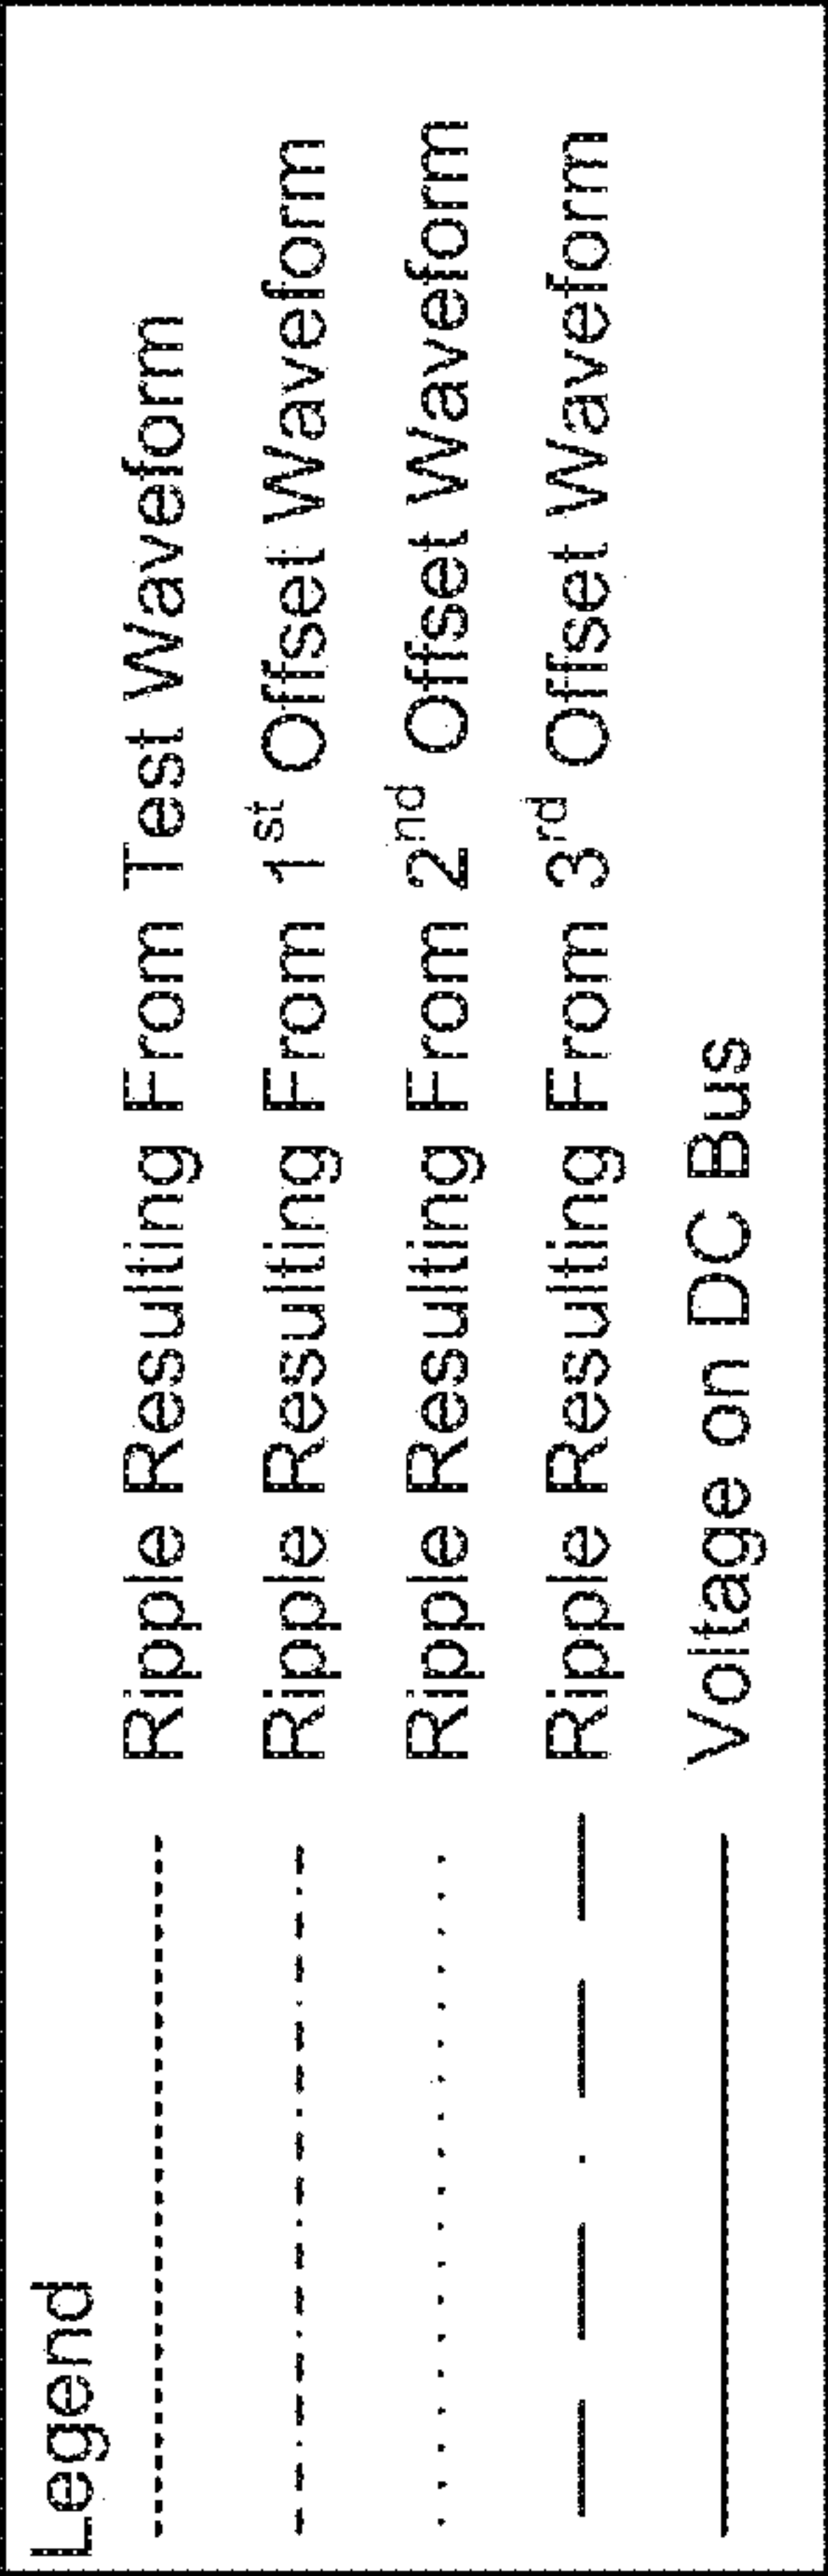 Legend
Ripple Resulting From Test Waveform
Ripple Resulting From 1st Offset Waveform
Ripple Resulting From 2nd Offset Waveform
Ripple Resulting From 3rd Offset Waveform
Voltage on DC Bus